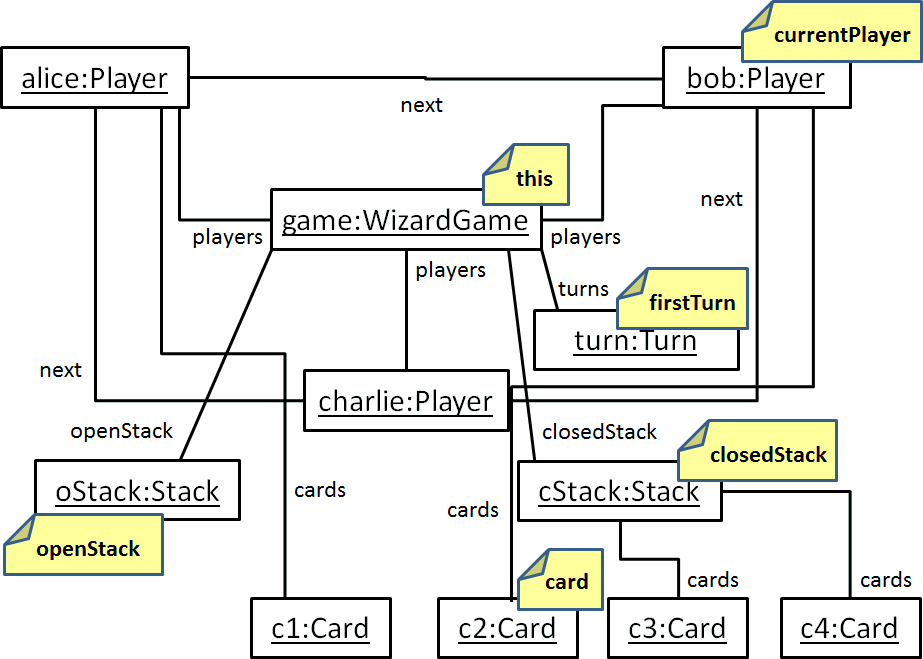 currentPlayer
alice:Player
bob:Player
next
this
next
game:WizardGame
players
players
players
turns
firstTurn
turn:Turn
next
charlie:Player
openStack
closedStack
closedStack
oStack:Stack
cards
cStack:Stack
cards
openStack
card
cards
cards
c1:Card
c2:Card
c3:Card
c4:Card